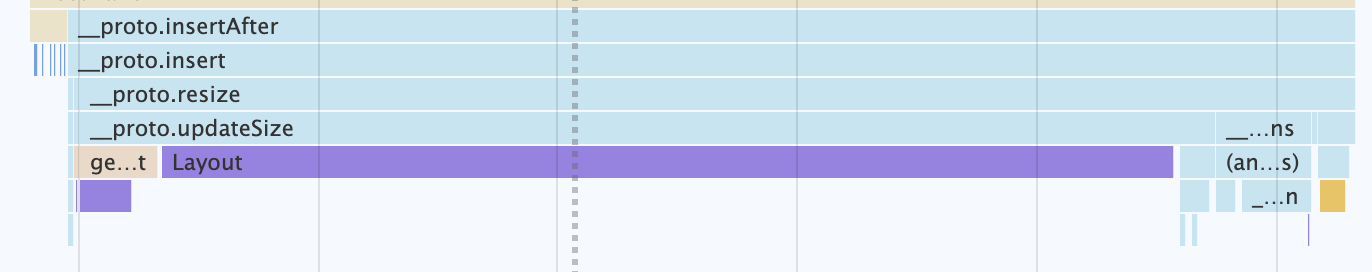 __proto.insertAfter
__proto.insert
__proto.resize
__proto.updateSize __…ns
ge…t Layout (an…s)
_…n